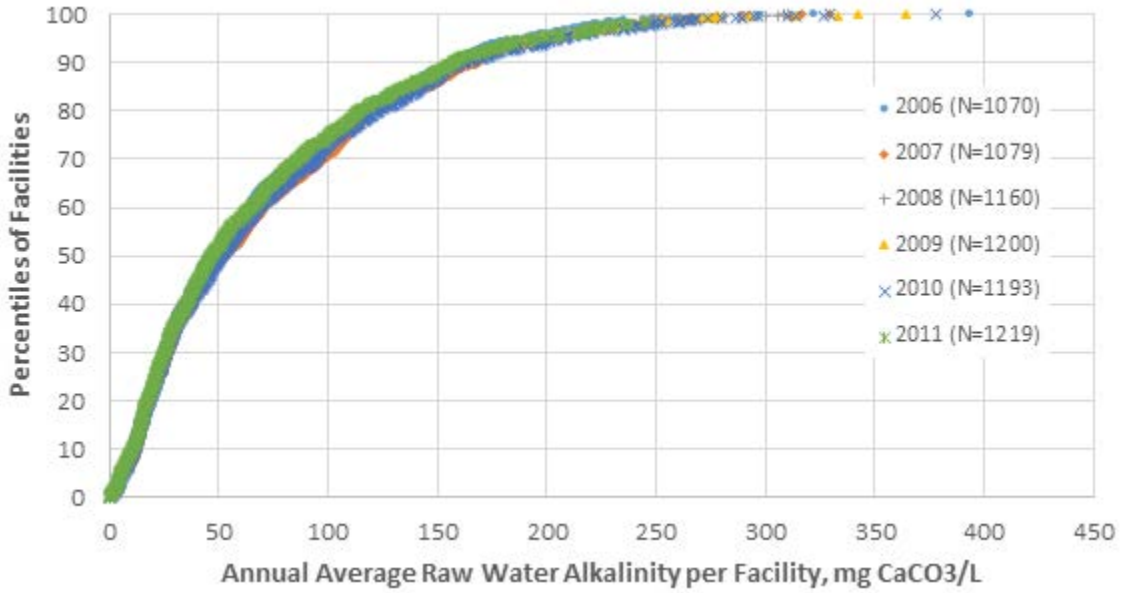 100
90
80
70
60
50
40
30
20
10
0
Percentiles of Facilities
2006 (N=1070)
2007 (N=1079)
2008 (N=1160)
2009 (N=1200)
2010 (N=1193)
2011 (N=1219)
0 50 100 150 200 250 300 350 400 450
Annual Average Raw Water Alkalinity per Facility, mg CaCO3/L